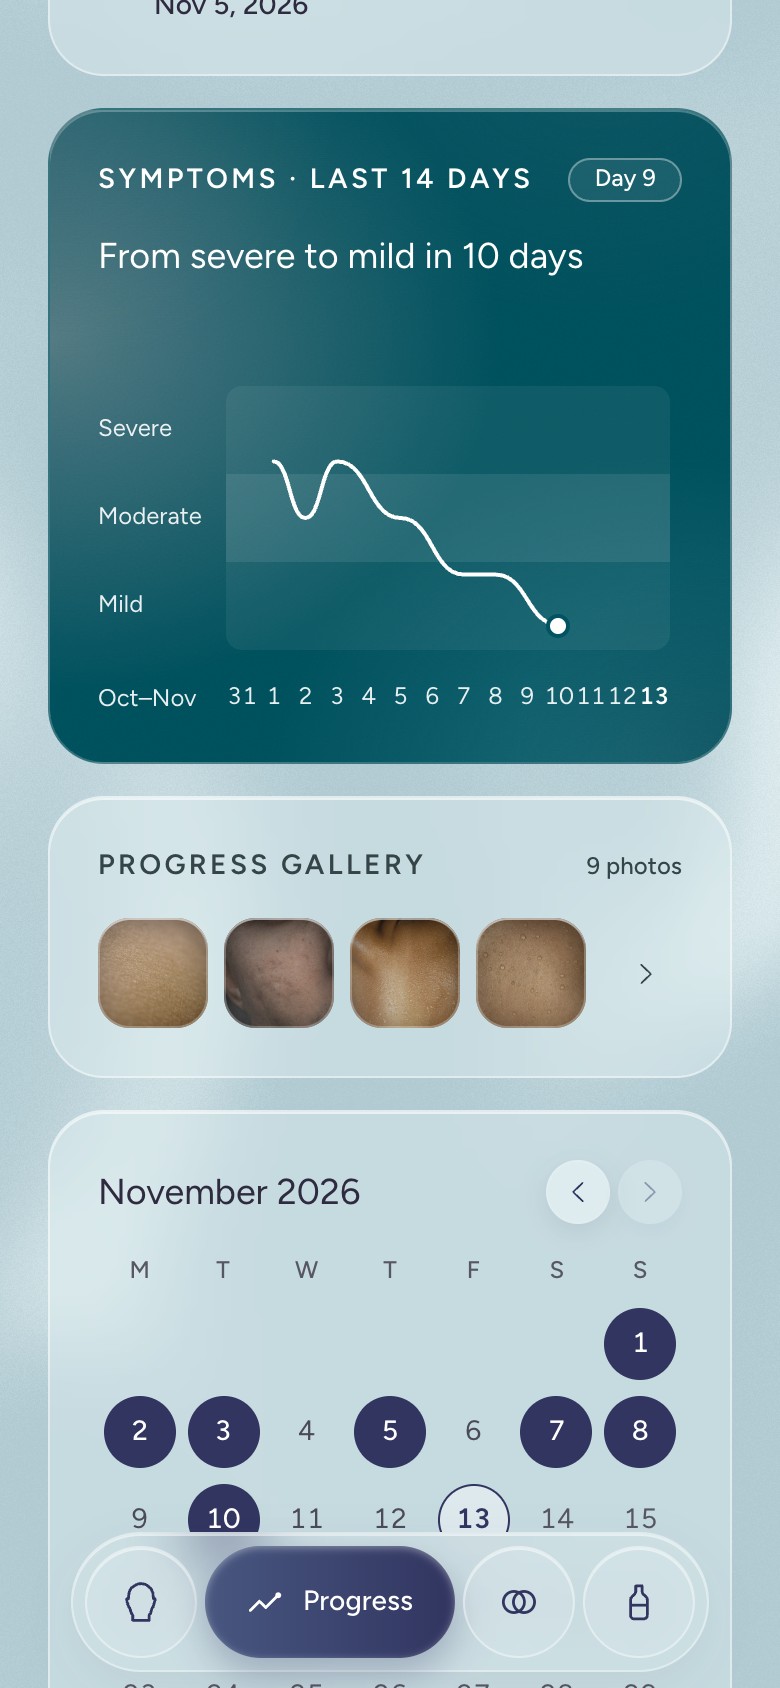 Nov 5, 2026
SYMPTOMS · LAST 14 DAYS
Day 9
From severe to mild in 10 days
Severe
Moderate
Mild
Oct–Nov 31 1 2 3 4 5 6 7 8 9 10 11 12 13
PROGRESS GALLERY
9 photos
November 2026
M T W T F S S
1
2 3 4 5 6 7 8
9 10 11 12 13 14 15
Progress